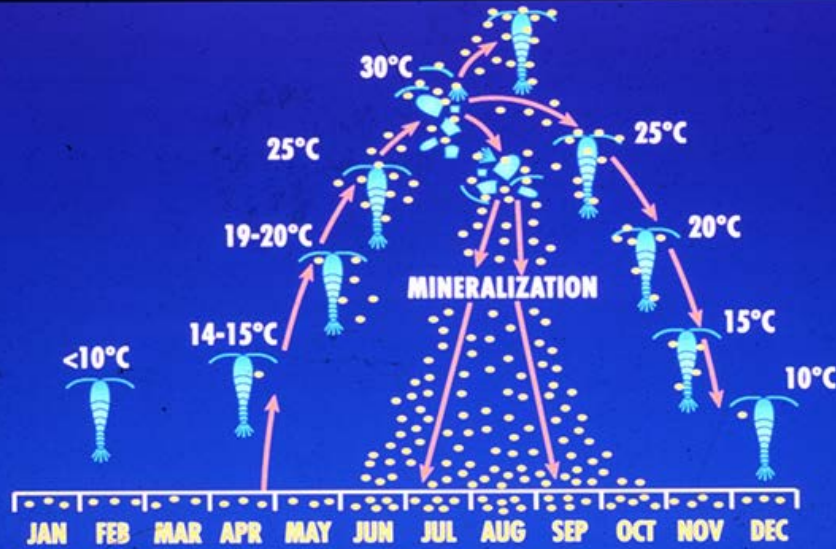 30°C
25°C
25°C
19-20°C
20°C
MINERALIZATION
14-15°C
15°C
<10°C
10°C
JAN FEB MAR APR MAY JUN JUL AUG SEP OCT NOV DEC